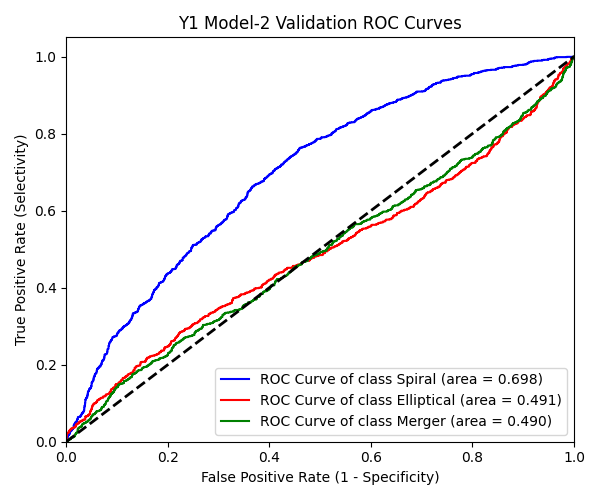 Y1 Model-2 Validation ROC Curves
True Positive Rate (Selectivity)
1.0
0.8
0.6
0.4
0.2
0.0
ROC Curve of class Spiral (area = 0.698)
ROC Curve of class Elliptical (area = 0.491)
ROC Curve of class Merger (area = 0.490)
0.0 0.2 0.4 0.6 0.8 1.0
False Positive Rate (1 - Specificity)